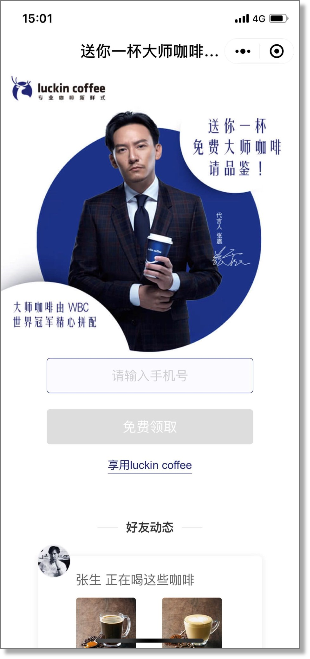 15:01
4G
送你一杯大师咖啡...
luckin coffee
专业咖啡新鲜式
送你一杯
免费大师咖啡
请品鉴！
代言人 张震
大师咖啡由 WBC
世界冠军精心拼配
请输入手机号
免费领取
享用luckin coffee
好友动态
张生 正在喝这些咖啡